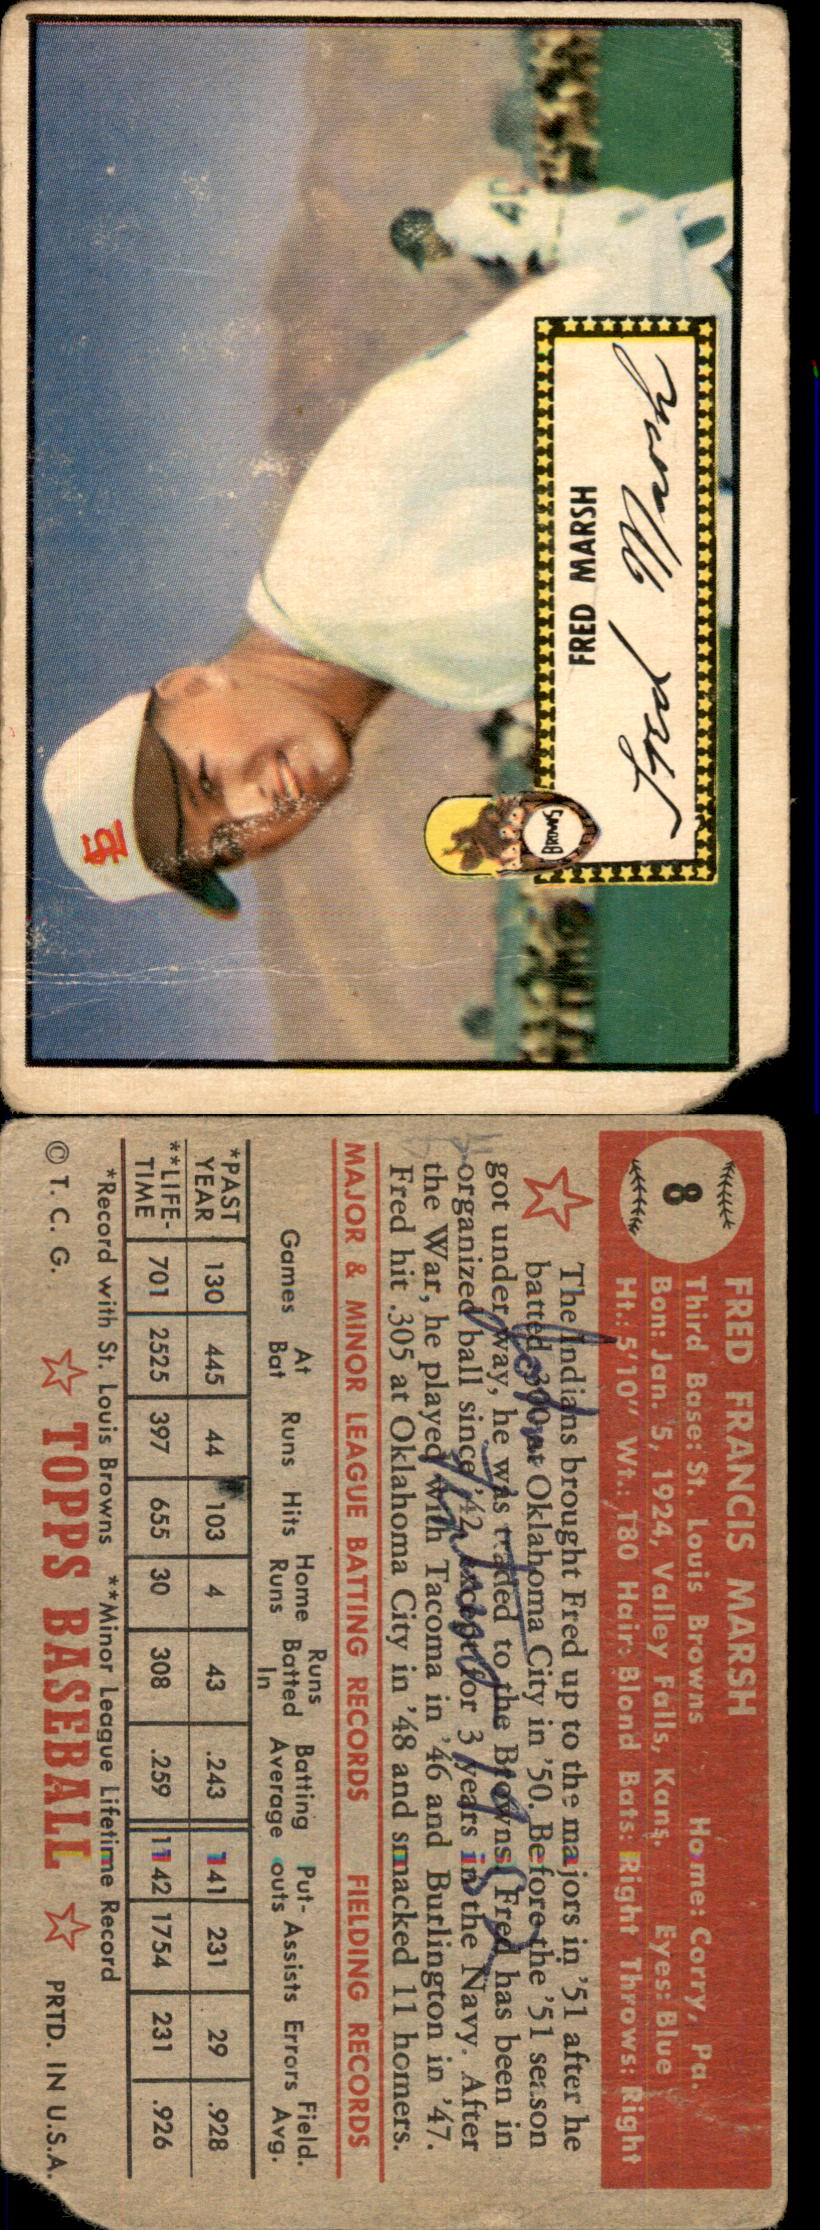 40
Fred Marsh
FRED MARSH
BROWNS
StL
8
FRED FRANCIS MARSH
Third Base: St. Louis Browns Home: Corry, Pa.
Bon: Jan. 5, 1924, Valley Falls, Kans. Eyes: Blue
Ht.: 5'10" Wt.: 180 Hair: Blond Bats: Right Throws: Right
The Indians brought Fred up to the majors in '51 after he
batted .300 at Oklahoma City in '50. Before the '51 season
got under way, he was traded to the Browns. Fred has been in
organized ball since '42 except for 3 years in the Navy. After
the War, he played with Tacoma in '46 and Burlington in '47.
Fred hit .305 at Oklahoma City in '48 and smacked 11 homers.
MAJOR & MINOR LEAGUE BATTING RECORDS FIELDING RECORDS
Games At Bat Runs Hits Home Runs Runs Batted In Batting Average Put-outs Assists Errors Field. Avg.
*PAST YEAR 130 445 44 103 4 43 .243 141 231 29 .928
**LIFE-TIME 701 2525 397 655 30 308 .259 1142 1754 231 .926
*Record with St. Louis Browns **Minor League Lifetime Record
© T. C. G. TOPPS BASEBALL PRTD. IN U.S.A.